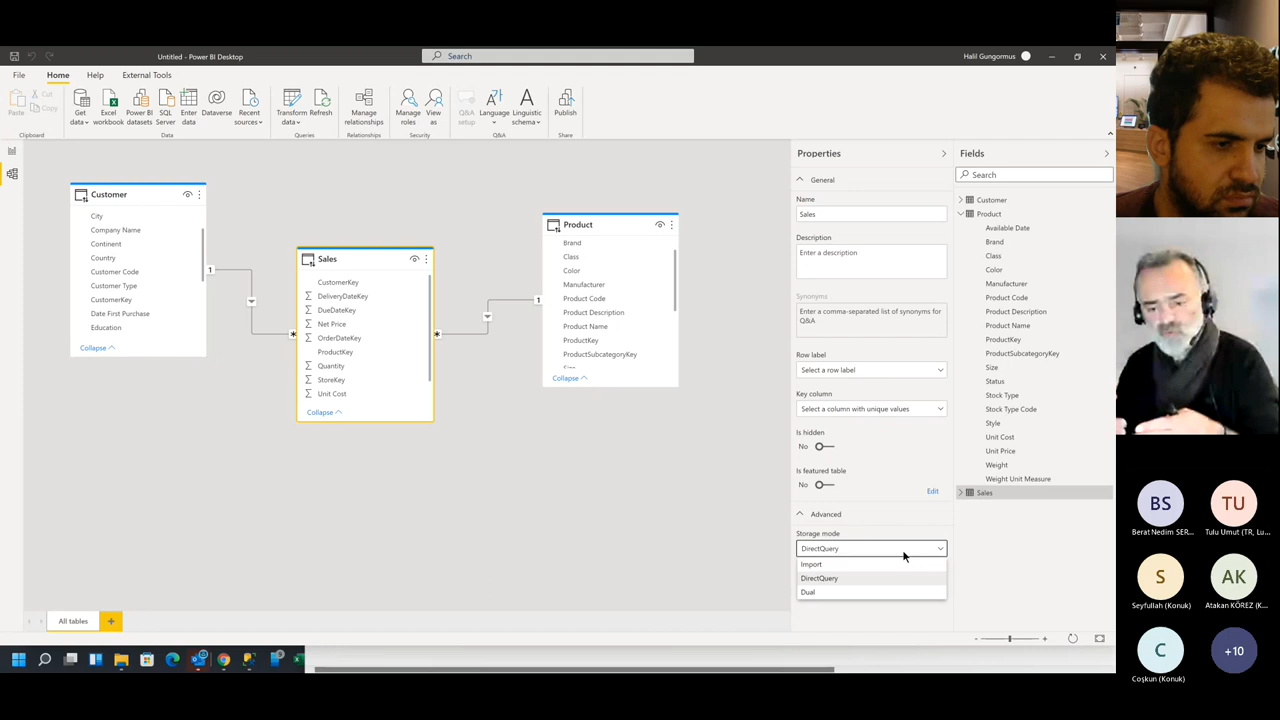 Untitled - Power BI Desktop
Search
Halil Gungormus
File
Home
Help
External Tools
Paste
Cut
Copy
Get data
Excel workbook
Power BI datasets
SQL Server
Enter data
Dataverse
Recent sources
Transform data
Refresh
Manage relationships
Manage roles
View as
Q&A setup
Language
Linguistic schema
Publish
Clipboard
Data
Queries
Relationships
Security
Q&A
Share
Customer
City
Company Name
Continent
Country
Customer Code
Customer Type
CustomerKey
Date First Purchase
Education
Collapse
1
*
Sales
CustomerKey
DeliveryDateKey
DueDateKey
Net Price
OrderDateKey
ProductKey
Quantity
StoreKey
Unit Cost
Collapse
*
1
Product
Brand
Class
Color
Manufacturer
Product Code
Product Description
Product Name
ProductKey
ProductSubcategoryKey
Collapse
Properties
General
Name
Sales
Description
Enter a description
Synonyms
Enter a comma-separated list of synonyms for
Q&A
Row label
Select a row label
Key column
Select a column with unique values
Is hidden
No
Is featured table
No
Edit
Advanced
Storage mode
DirectQuery
Import
DirectQuery
Dual
Fields
Search
Customer
Product
Available Date
Brand
Class
Color
Manufacturer
Product Code
Product Description
Product Name
ProductKey
ProductSubcategoryKey
Size
Status
Stock Type
Stock Type Code
Style
Unit Cost
Unit Price
Weight
Weight Unit Measure
Sales
All tables
BS
Berat Nedim SER...
TU
Tulu Umut (TR, Lu...
S
Seyfullah (Konuk)
AK
Atakan KÖREZ (K...
C
Coşkun (Konuk)
+10